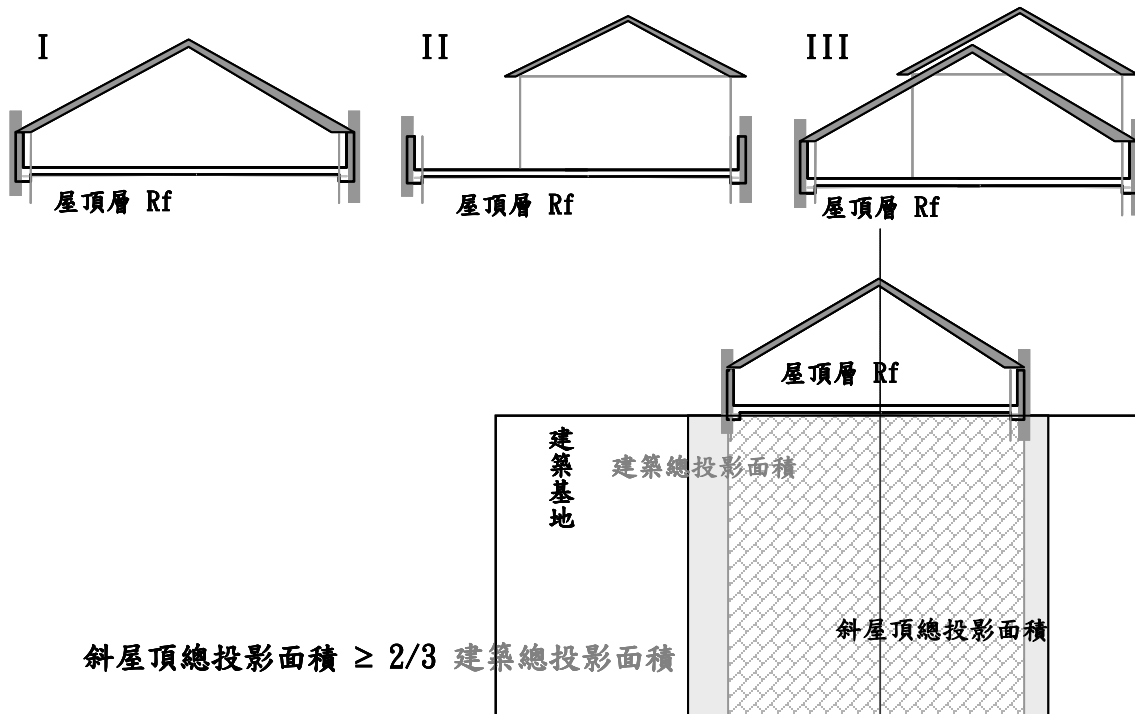 I
II
III
屋頂層 Rf
屋頂層 Rf
屋頂層 Rf
屋頂層 Rf
建築基地
建築總投影面積
斜屋頂總投影面積
斜屋頂總投影面積 ≥ 2/3 建築總投影面積